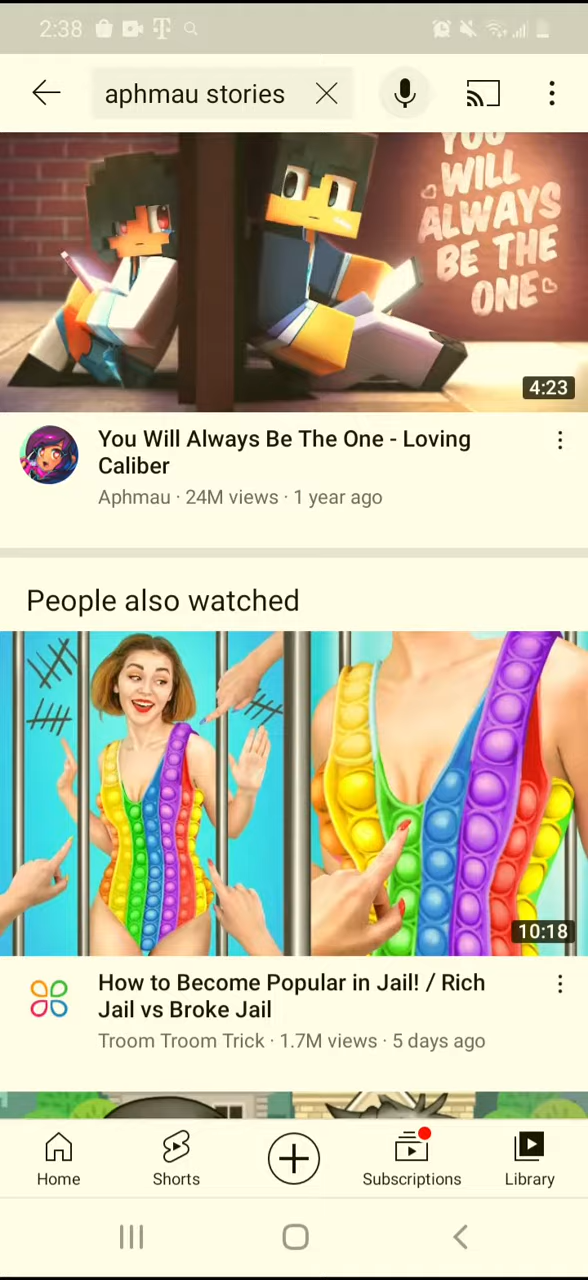 2:38
aphmau stories
YOU
WILL
ALWAYS
BE THE
ONE
4:23
You Will Always Be The One - Loving
Caliber
Aphmau · 24M views · 1 year ago
People also watched
10:18
How to Become Popular in Jail! / Rich
Jail vs Broke Jail
Troom Troom Trick · 1.7M views · 5 days ago
Home
Shorts
Subscriptions
Library